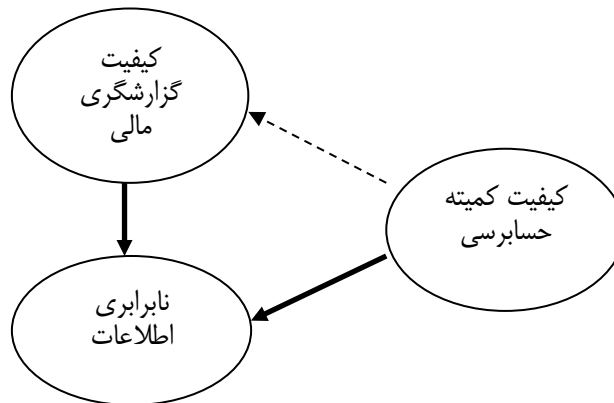 کیفیت
گزارشگری
مالی
کیفیت کمیته
حسابرسی
نابرابری
اطلاعات